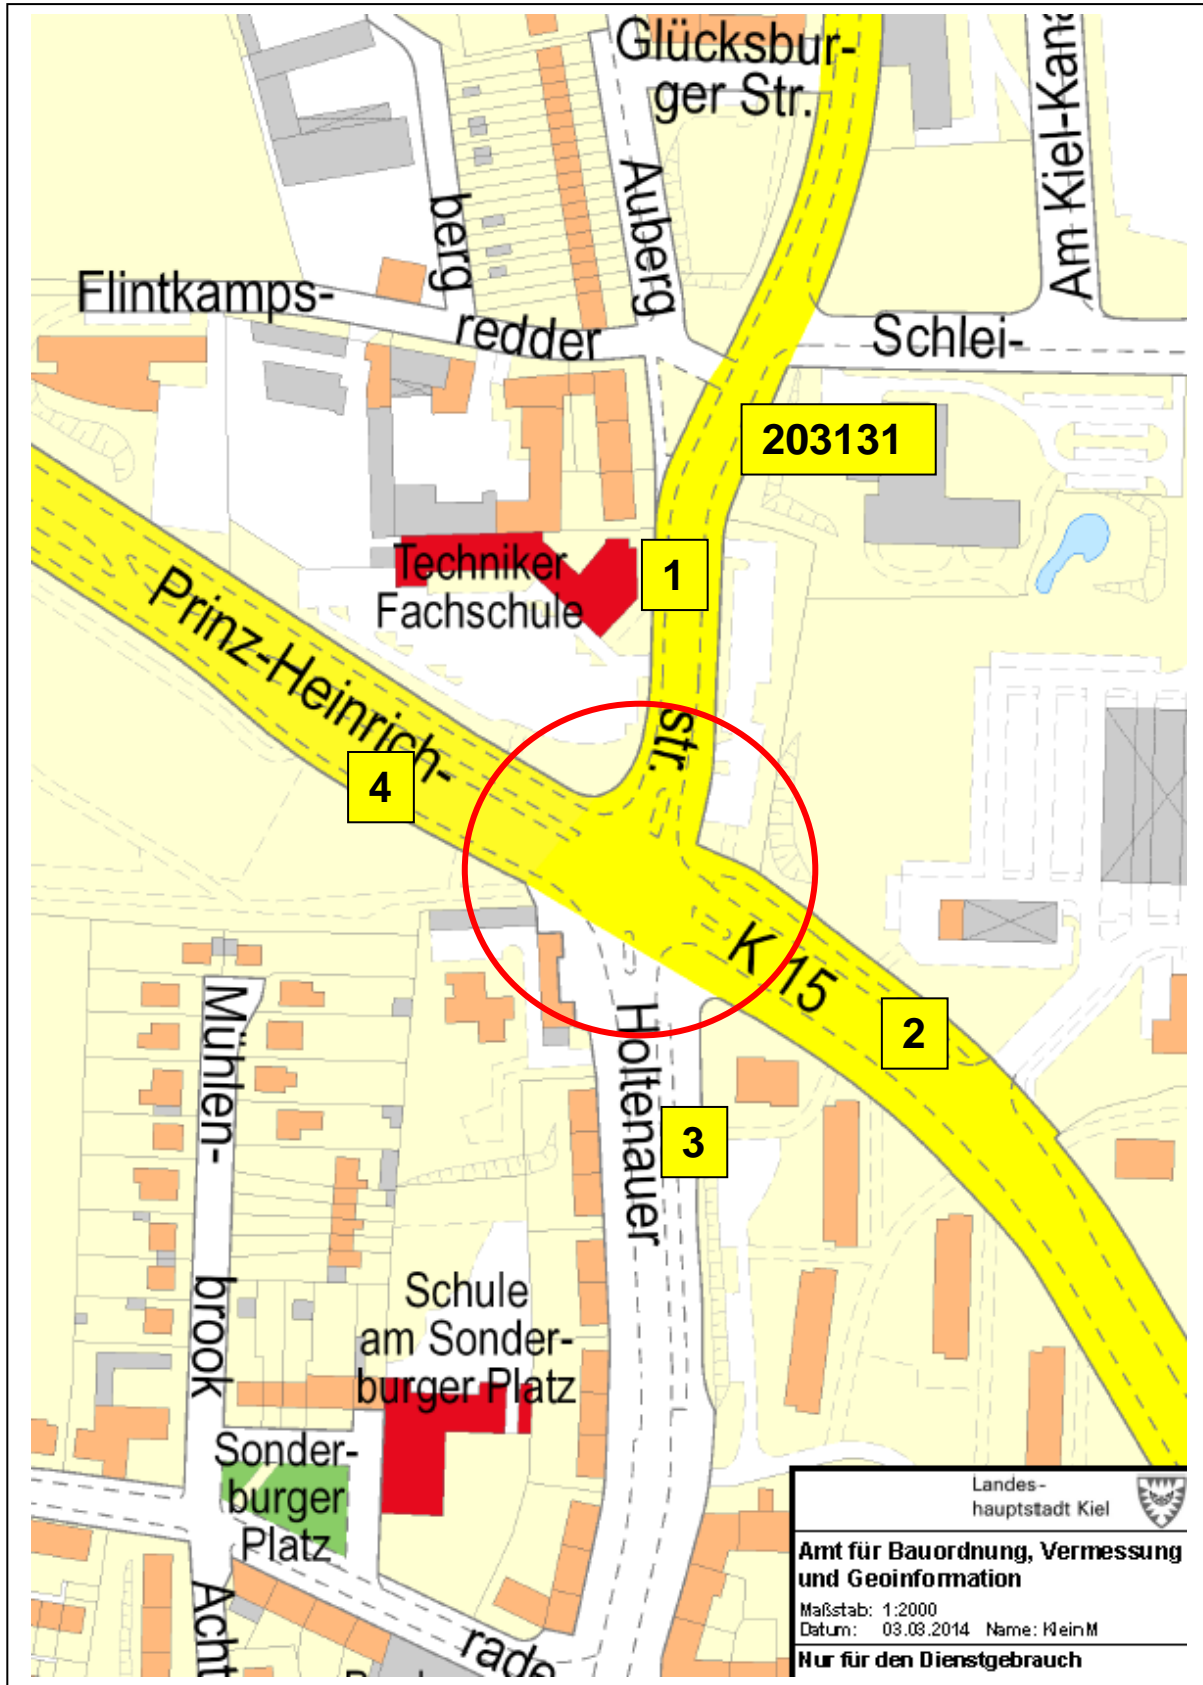 Glücksbur-
ger Str.
Am Kiel-Kana
Auberg
berg
Flintkamps-
redder
Schlei-
203131
Techniker
Fachschule
1
Prinz-Heinrich-
str.
4
K 15
2
Holtenauer
3
Mühlen-
brook
Schule
am Sonder-
burger Platz
Sonder-
burger
Platz
Acht
rade
Landes-
hauptstadt Kiel
Amt für Bauordnung, Vermessung
und Geoinformation
Maßstab: 1:2000
Datum: 03.03.2014 Name: KleinM
Nur für den Dienstgebrauch